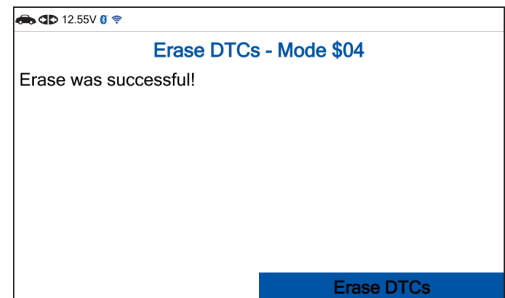 12.55V
Erase DTCs - Mode $04
Erase was successful!
Erase DTCs